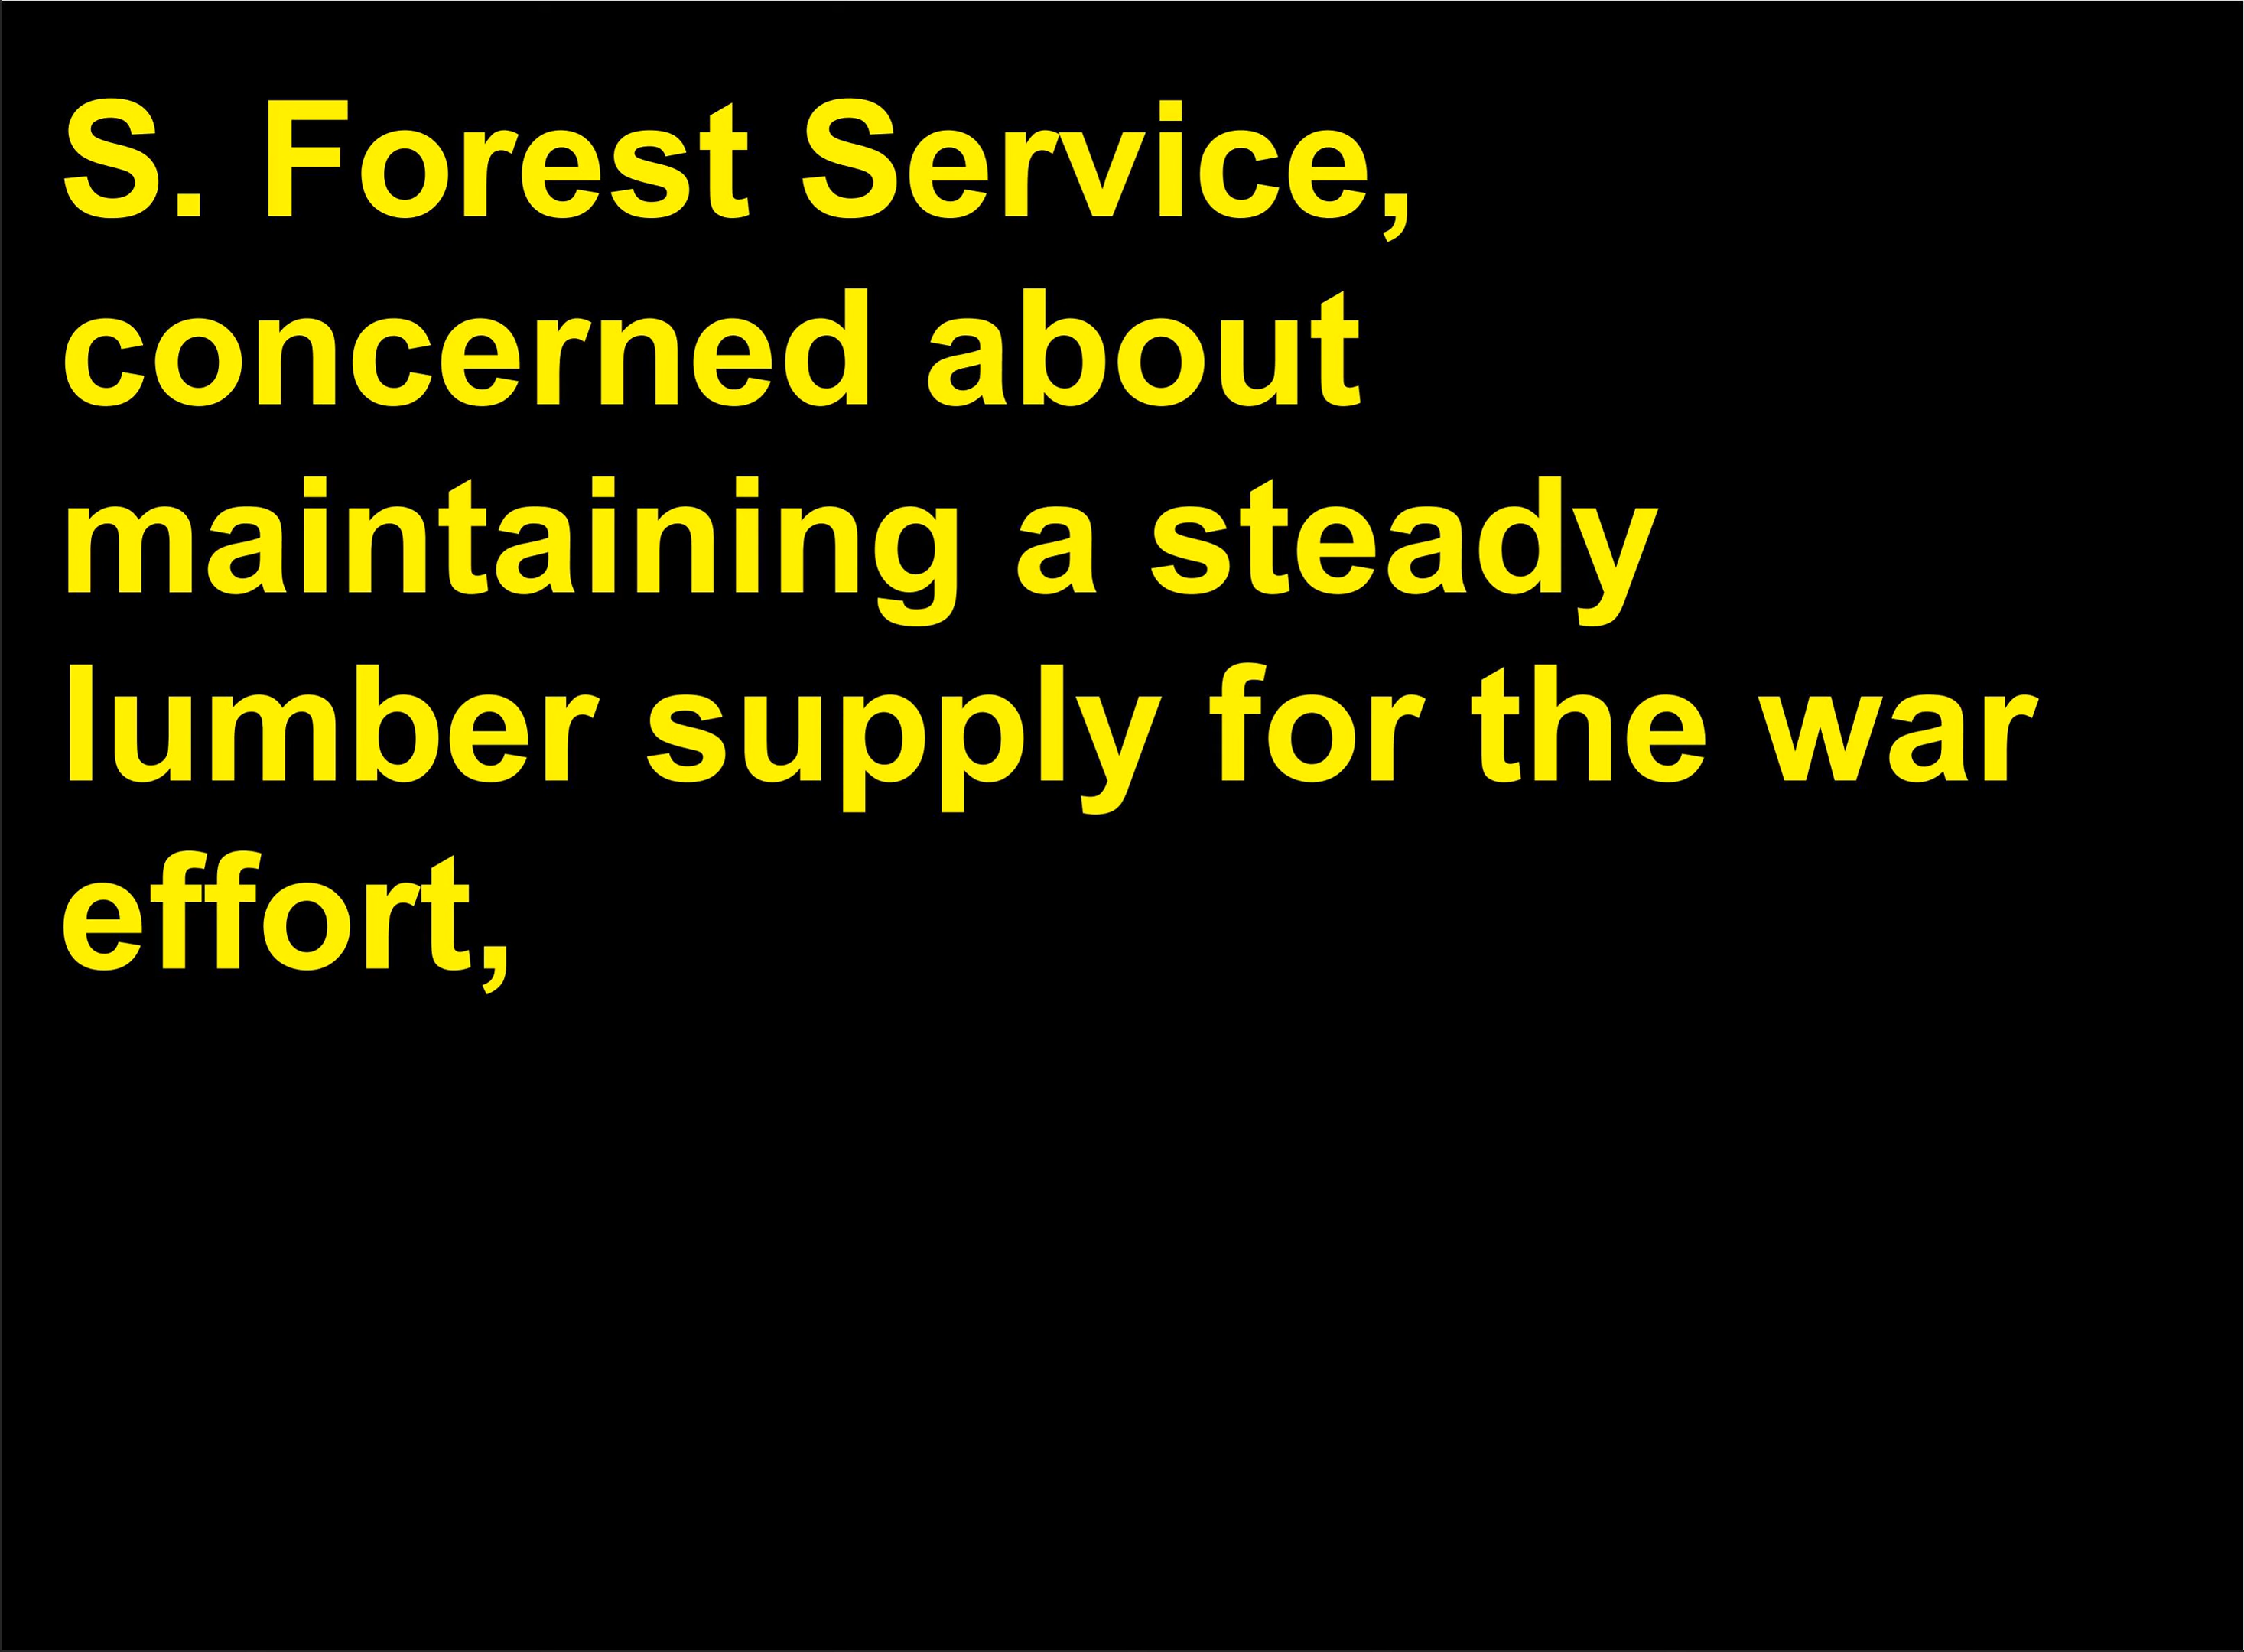 S. Forest Service,
concerned about
maintaining a steady
lumber supply for the war
effort,